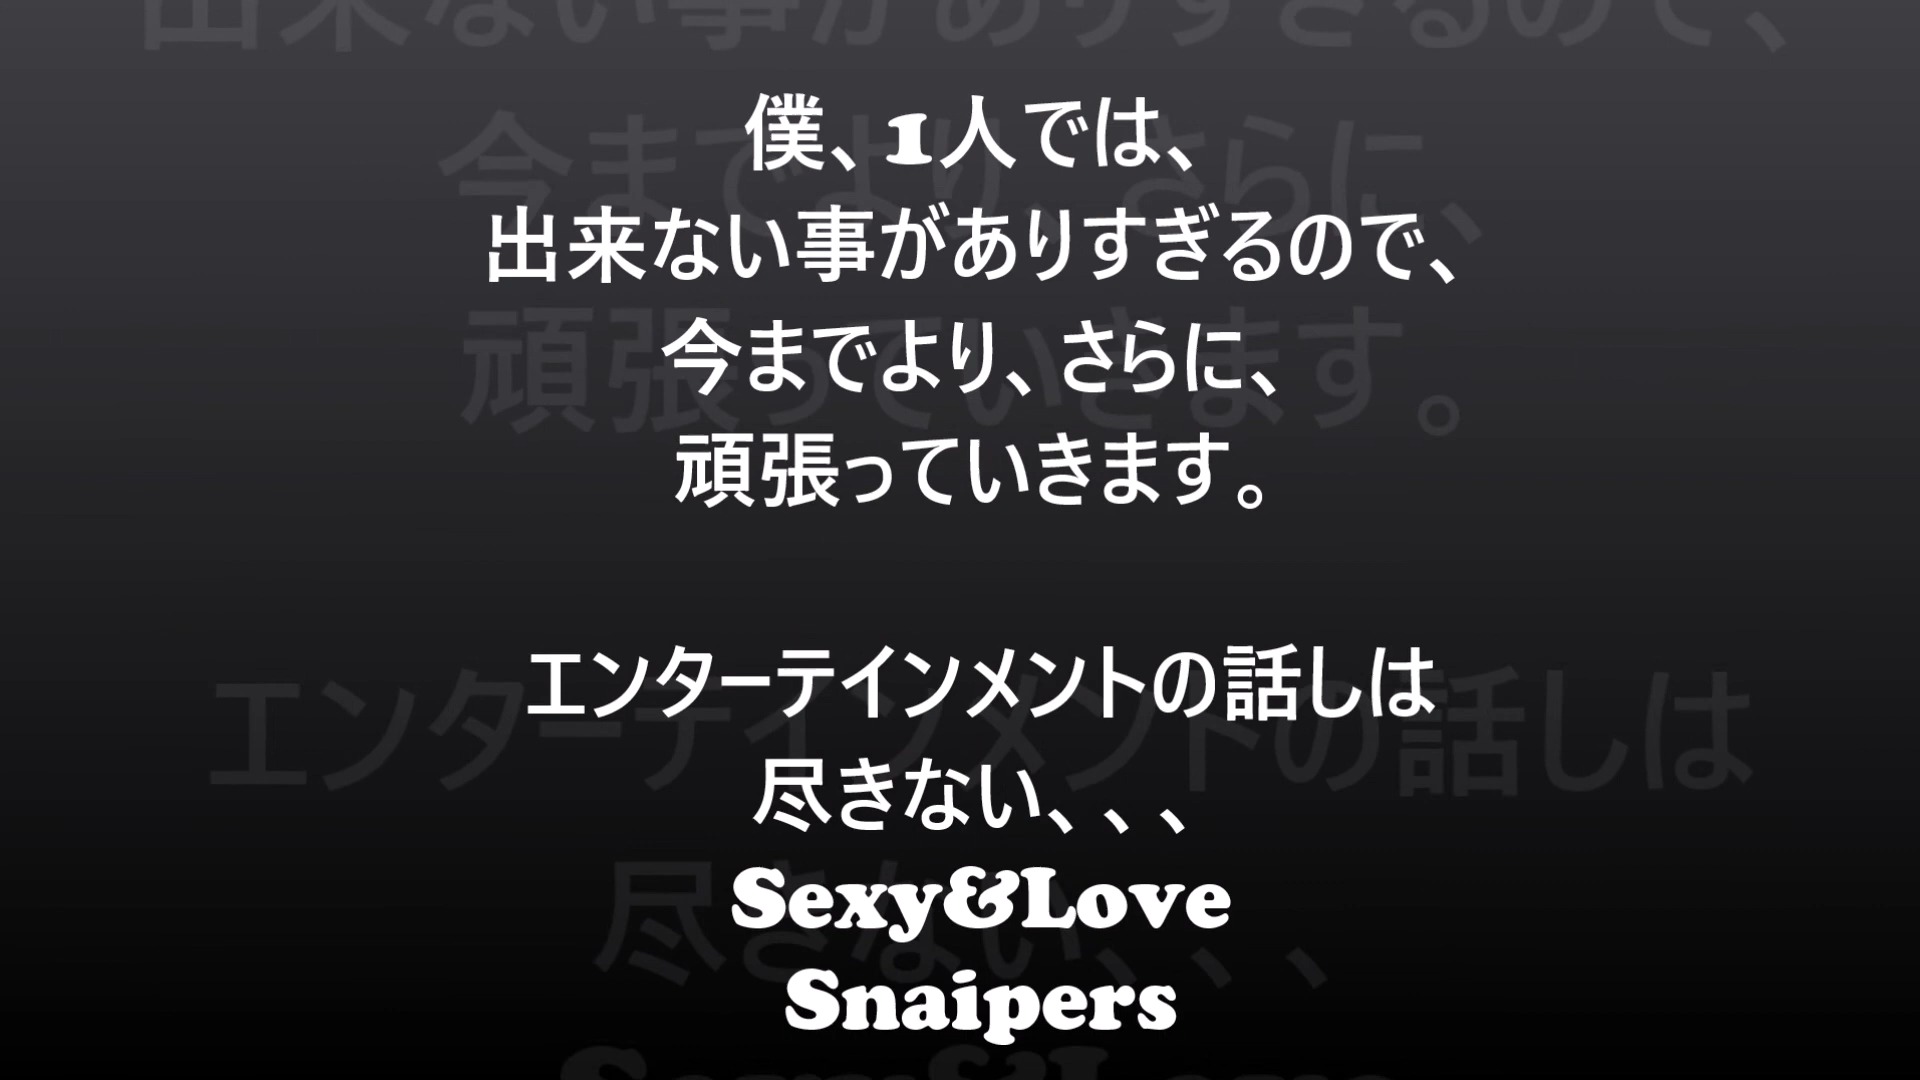 僕、1人では、
出来ない事がありすぎるので、
今までより、さらに、
頑張っていきます。
エンターテインメントの話しは
尽きない、、、
Sexy&Love
Snaipers